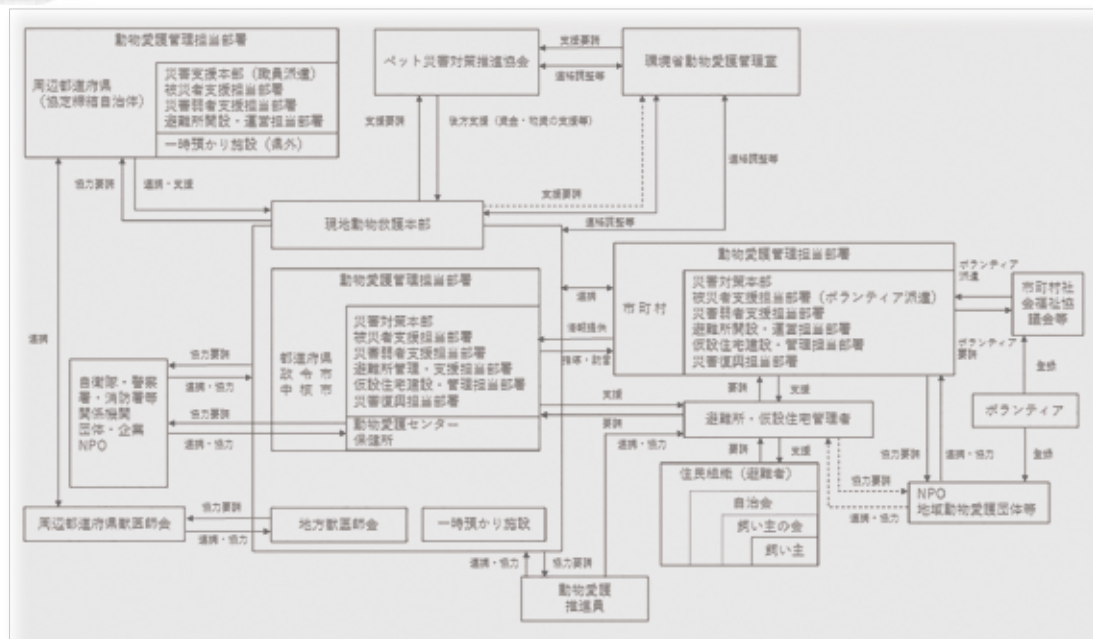 動物愛護管理担当部署
周辺都道府県
（協定締結自治体）
災害支援本部（職員派遣）
被災者支援担当部署
災害弱者支援担当部署
避難所開設・運営担当部署
一時預かり施設（県外）
ペット災害対策推進協会
支援要請
連絡調整等
環境省動物愛護管理室
支援要請
後方支援（資金・物資の支援等）
連絡調整等
協力要請
連携・支援
支援要請
連絡調整等
現地動物救護本部
連携
動物愛護管理担当部署
都道府県
政令市
中核市
災害対策本部
被災者支援担当部署
災害弱者支援担当部署
避難所管理・支援担当部署
仮設住宅建設・管理担当部署
災害復興担当部署
動物愛護センター
保健所
連携
情報提供
指導・助言
動物愛護管理担当部署
市町村
災害対策本部
被災者支援担当部署（ボランティア派遣）
災害弱者支援担当部署
避難所開設・運営担当部署
仮設住宅建設・管理担当部署
災害復興担当部署
ボランティア
派遣
市町村社
会福祉協
議会等
ボランティア
要請
登録
ボランティア
登録
自衛隊・警察
署・消防署等
関係機関
団体・企業
NPO
協力要請
連携・協力
協力要請
連携・協力
支援
要請
連携・協力
要請
支援
避難所・仮設住宅管理者
要請
支援
住民組織（避難者）
自治会
飼い主の会
飼い主
協力要請
連携・協力
協力要請
連携・協力
NPO
地域動物愛護団体等
周辺都道府県獣医師会
協力要請
連携・協力
地方獣医師会
一時預かり施設
連携・協力
協力要請
動物愛護
推進員